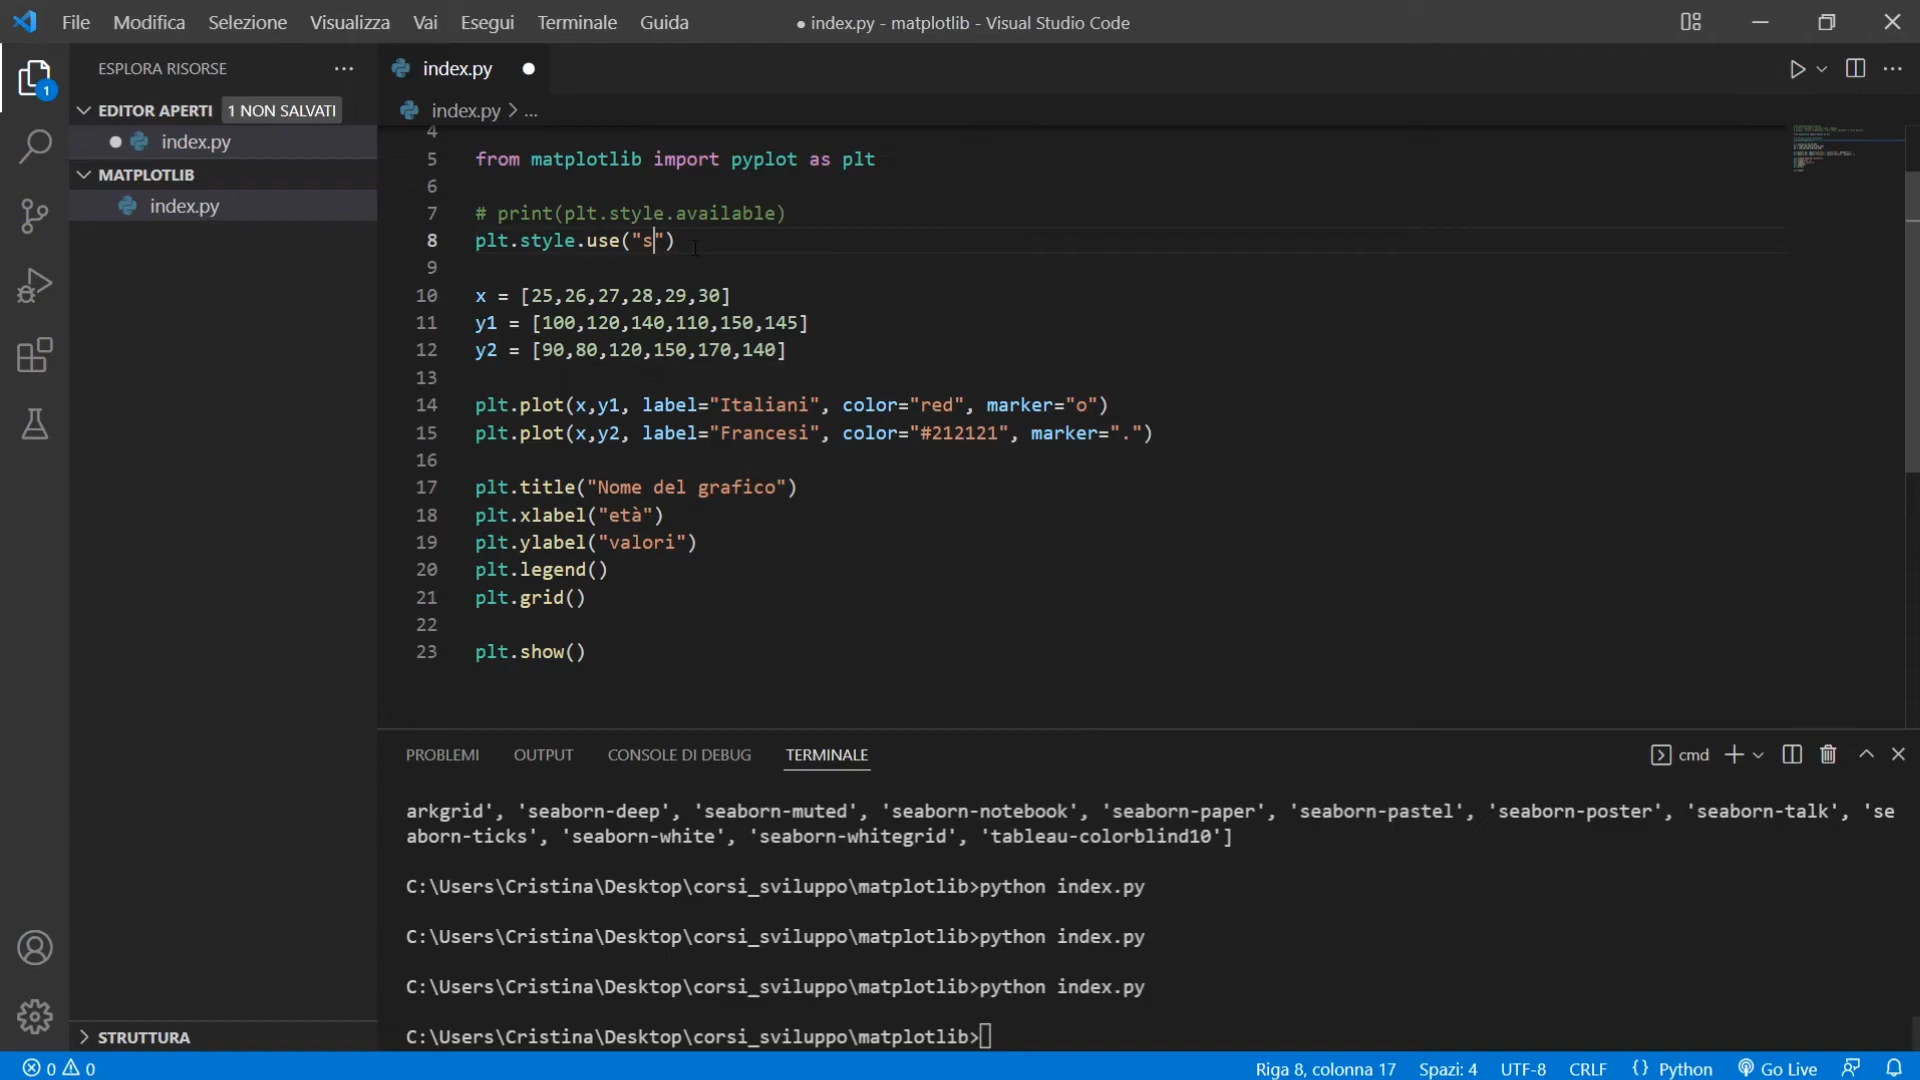 File Modifica Selezione Visualizza Vai Esegui Terminale Guida ● index.py - matplotlib - Visual Studio Code
ESPLORA RISORSE ...
index.py ●
EDITOR APERTI 1 NON SALVATI
● index.py
MATPLOTLIB
index.py
index.py > ...
4
5 from matplotlib import pyplot as plt
6
7 # print(plt.style.available)
8 plt.style.use("s")
9
10 x = [25,26,27,28,29,30]
11 y1 = [100,120,140,110,150,145]
12 y2 = [90,80,120,150,170,140]
13
14 plt.plot(x,y1, label="Italiani", color="red", marker="o")
15 plt.plot(x,y2, label="Francesi", color="#212121", marker=".")
16
17 plt.title("Nome del grafico")
18 plt.xlabel("età")
19 plt.ylabel("valori")
20 plt.legend()
21 plt.grid()
22
23 plt.show()
PROBLEMI OUTPUT CONSOLE DI DEBUG TERMINALE cmd
arkgrid', 'seaborn-deep', 'seaborn-muted', 'seaborn-notebook', 'seaborn-paper', 'seaborn-pastel', 'seaborn-poster', 'seaborn-talk', 'se
aborn-ticks', 'seaborn-white', 'seaborn-whitegrid', 'tableau-colorblind10']
C:\Users\Cristina\Desktop\corsi_sviluppo\matplotlib>python index.py
C:\Users\Cristina\Desktop\corsi_sviluppo\matplotlib>python index.py
C:\Users\Cristina\Desktop\corsi_sviluppo\matplotlib>python index.py
C:\Users\Cristina\Desktop\corsi_sviluppo\matplotlib>
STRUTTURA
1
0 0 Riga 8, colonna 17 Spazi: 4 UTF-8 CRLF {} Python Go Live